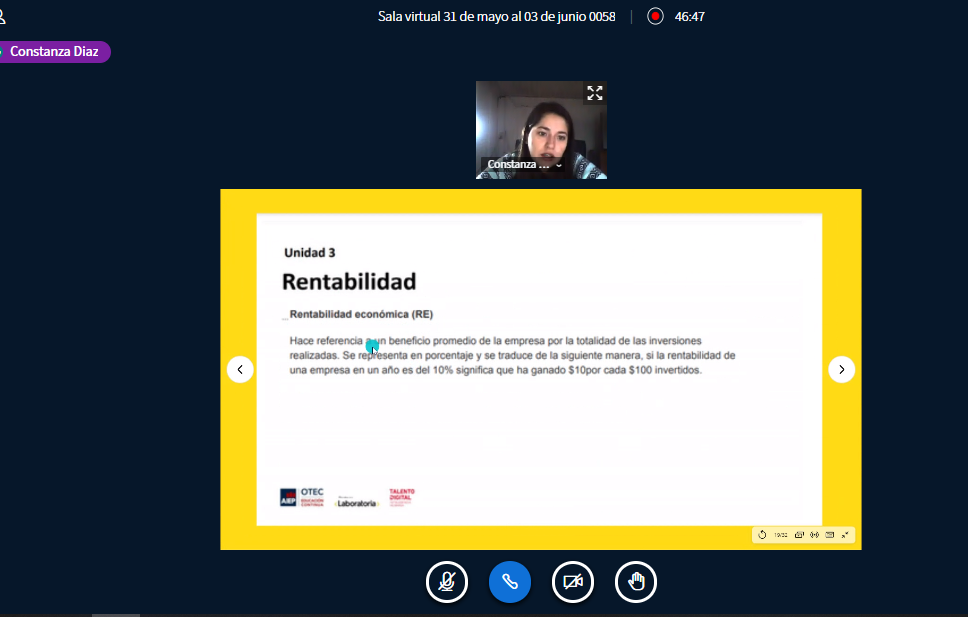 Sala virtual 31 de mayo al 03 de junio 0058
46:47
Constanza Diaz
Constanza ...
Unidad 3
Rentabilidad
_Rentabilidad económica (RE)
Hace referencia a un beneficio promedio de la empresa por la totalidad de las inversiones
realizadas. Se representa en porcentaje y se traduce de la siguiente manera, si la rentabilidad de
una empresa en un año es del 10% significa que ha ganado $10por cada $100 invertidos.
AIEP
OTEC
EDUCACIÓN
CONTINUA
Laboratoria
TALENTO
DIGITAL
19/32